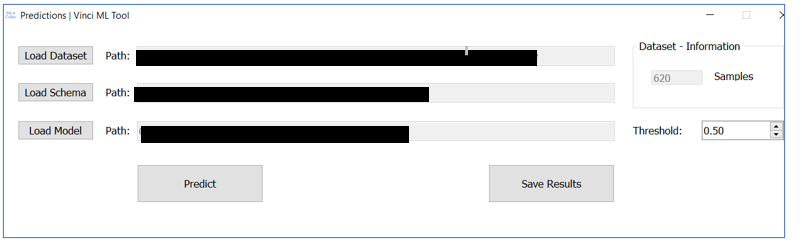 Predictions | Vinci ML Tool
Load Dataset Path: Dataset - Information
620 Samples
Load Schema Path:
Load Model Path: Threshold: 0.50
Predict Save Results